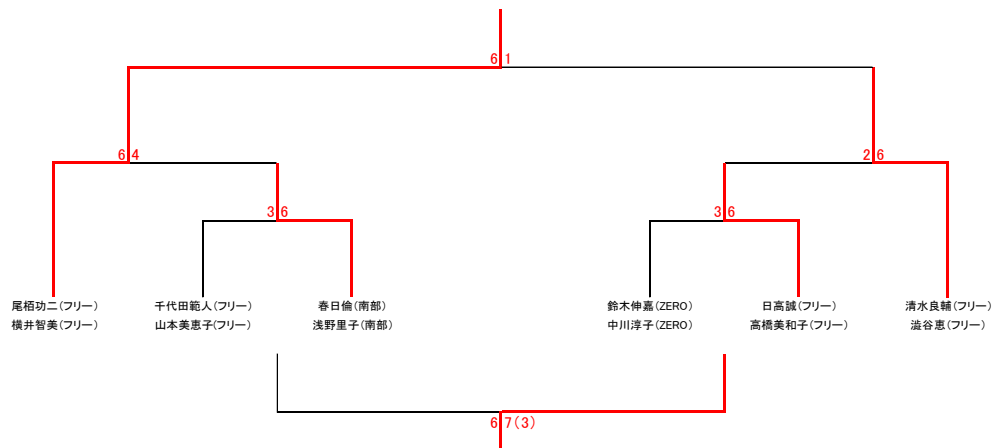 6 1
6 4
2 6
3 6
3 6
尾栢功二(フリー)
横井智美(フリー)
千代田範人(フリー)
山本美恵子(フリー)
春日倫(南部)
浅野里子(南部)
鈴木伸嘉(ZERO)
中川淳子(ZERO)
日高誠(フリー)
高橋美和子(フリー)
清水良輔(フリー)
澁谷恵(フリー)
6 7(3)